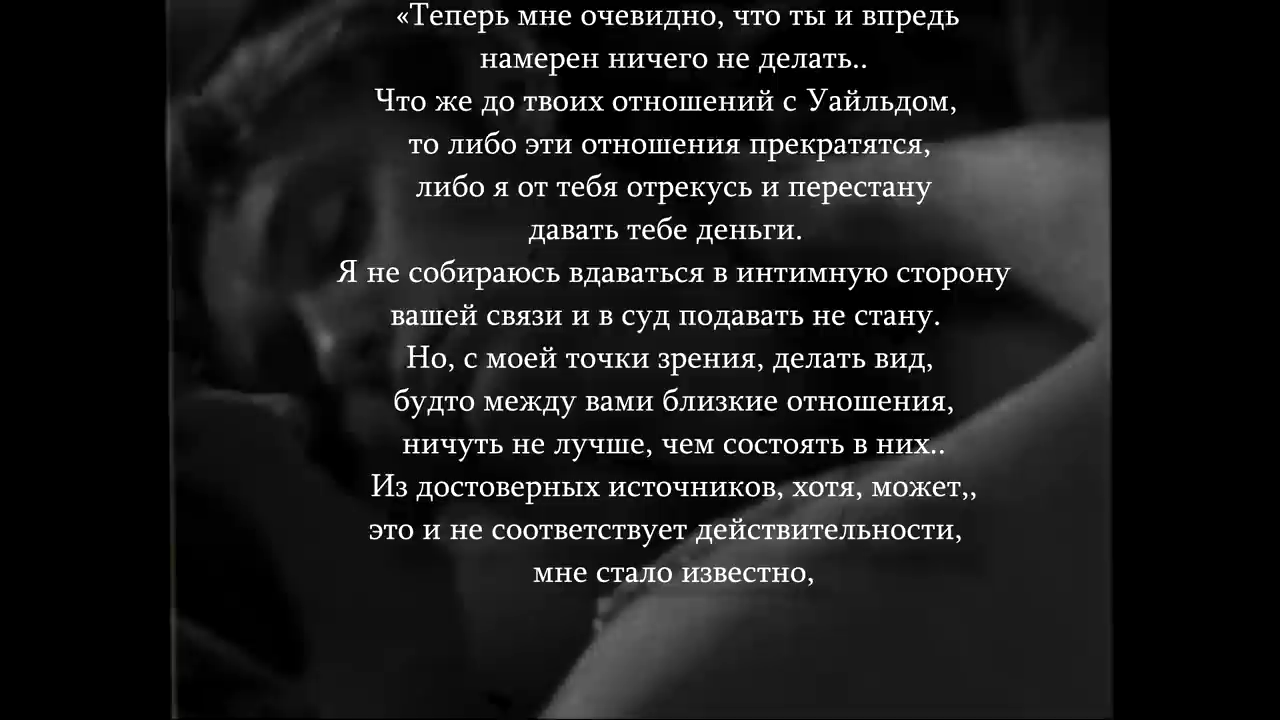 «Теперь мне очевидно, что ты и впредь
намерен ничего не делать..
Что же до твоих отношений с Уайльдом,
то либо эти отношения прекратятся,
либо я от тебя отрекусь и перестану
давать тебе деньги.
Я не собираюсь вдаваться в интимную сторону
вашей связи и в суд подавать не стану.
Но, с моей точки зрения, делать вид,
будто между вами близкие отношения,
ничуть не лучше, чем состоять в них..
Из достоверных источников, хотя, может,,
это и не соответствует действительности,
мне стало известно,